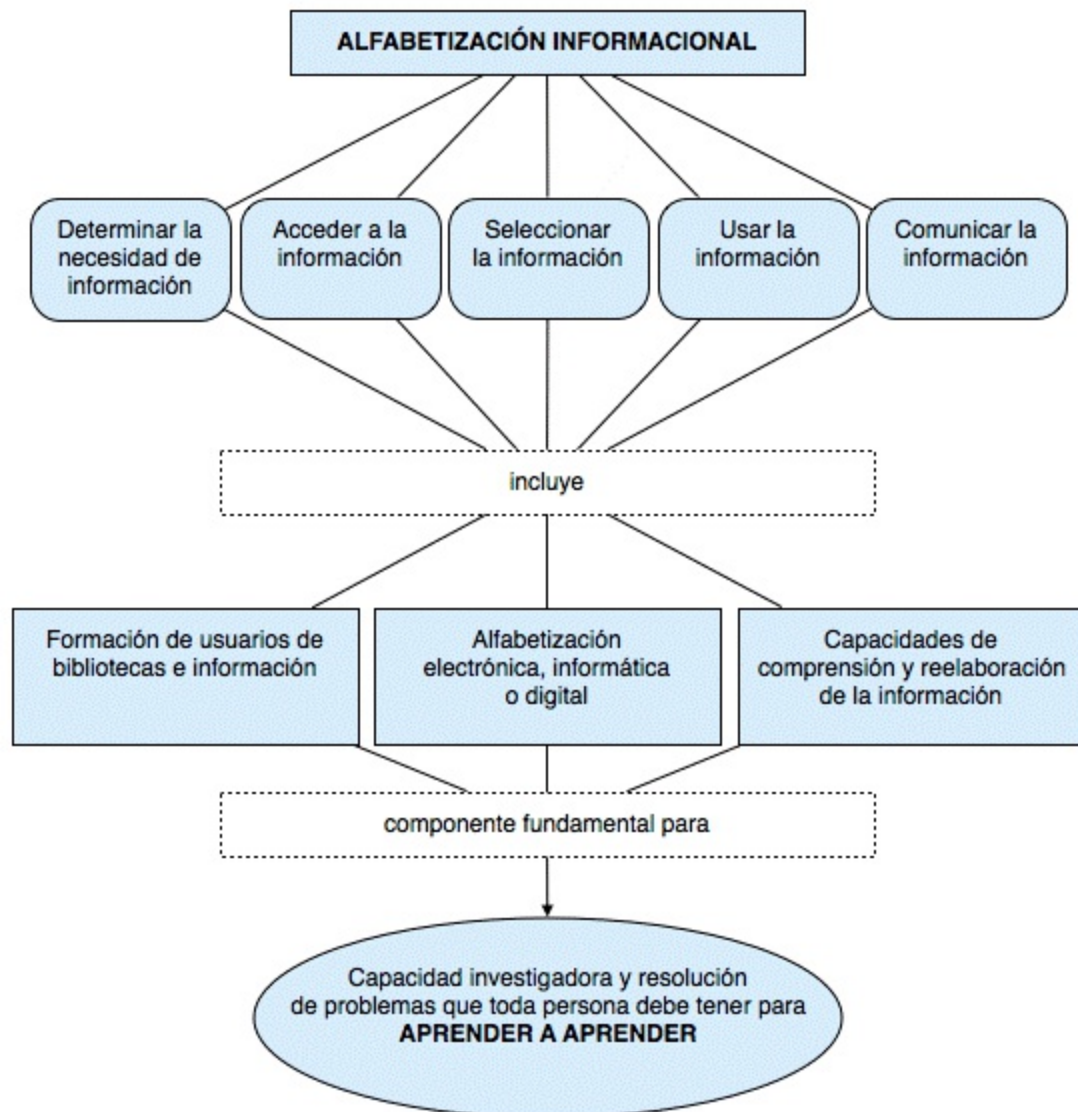 ALFABETIZACIÓN INFORMACIONAL
Determinar la
necesidad de
información
Acceder a la
información
Seleccionar
la información
Usar la
información
Comunicar la
información
incluye
Formación de usuarios de
bibliotecas e información
Alfabetización
electrónica, informática
o digital
Capacidades de
comprensión y reelaboración
de la información
componente fundamental para
Capacidad investigadora y resolución
de problemas que toda persona debe tener para
APRENDER A APRENDER